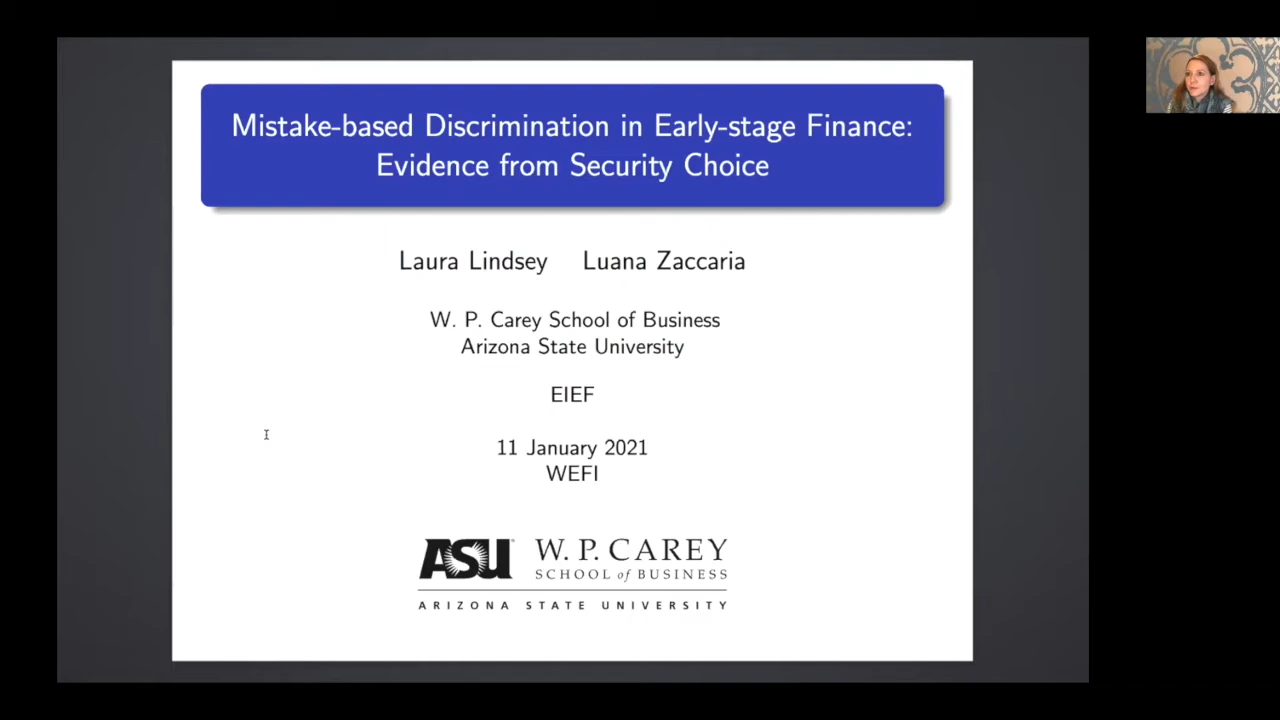 Mistake-based Discrimination in Early-stage Finance:
Evidence from Security Choice
Laura Lindsey Luana Zaccaria
W. P. Carey School of Business
Arizona State University
EIEF
11 January 2021
WEFI
ASU W. P. CAREY
SCHOOL of BUSINESS
ARIZONA STATE UNIVERSITY